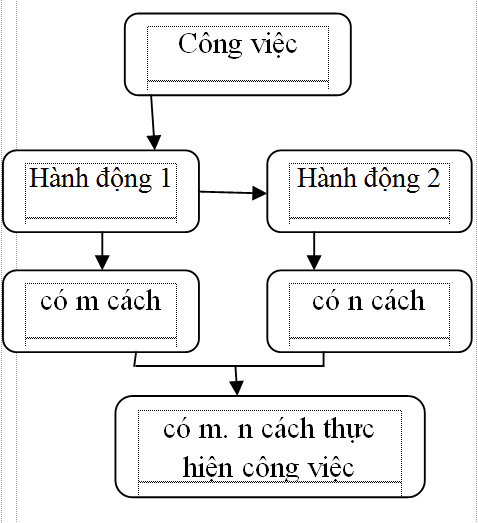 Công việc
Hành động 1
Hành động 2
có m cách
có n cách
có m. n cách thực
hiện công việc